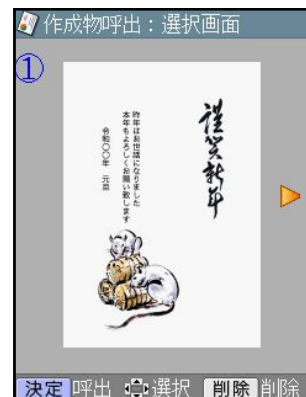 作成物呼出：選択画面
①
謹賀新年
昨年はお世話になりました
本年もよろしくお願い致します
令和〇〇年 元旦
決定 呼出 選択 削除 削除